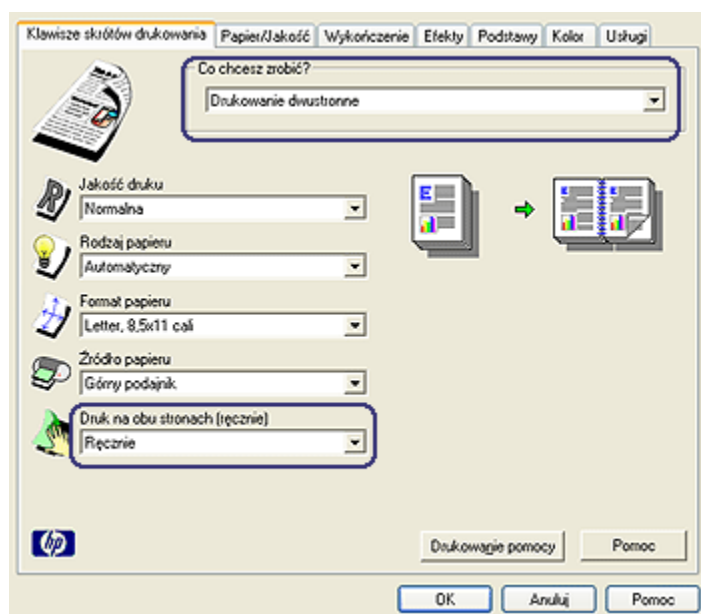 Klawisze skrótów drukowania Papier/Jakość Wykończenie Efekty Podstawy Kolor Usługi
Co chcesz zrobić?
Drukowanie dwustronne
Jakość druku
Normalna
Rodzaj papieru
Automatyczny
Format papieru
Letter, 8,5x11 cali
Źródło papieru
Górny podajnik
Druk na obu stronach (ręcznie)
Ręcznie
hp
Drukowanie pomocy Pomoc
OK Anuluj Pomoc